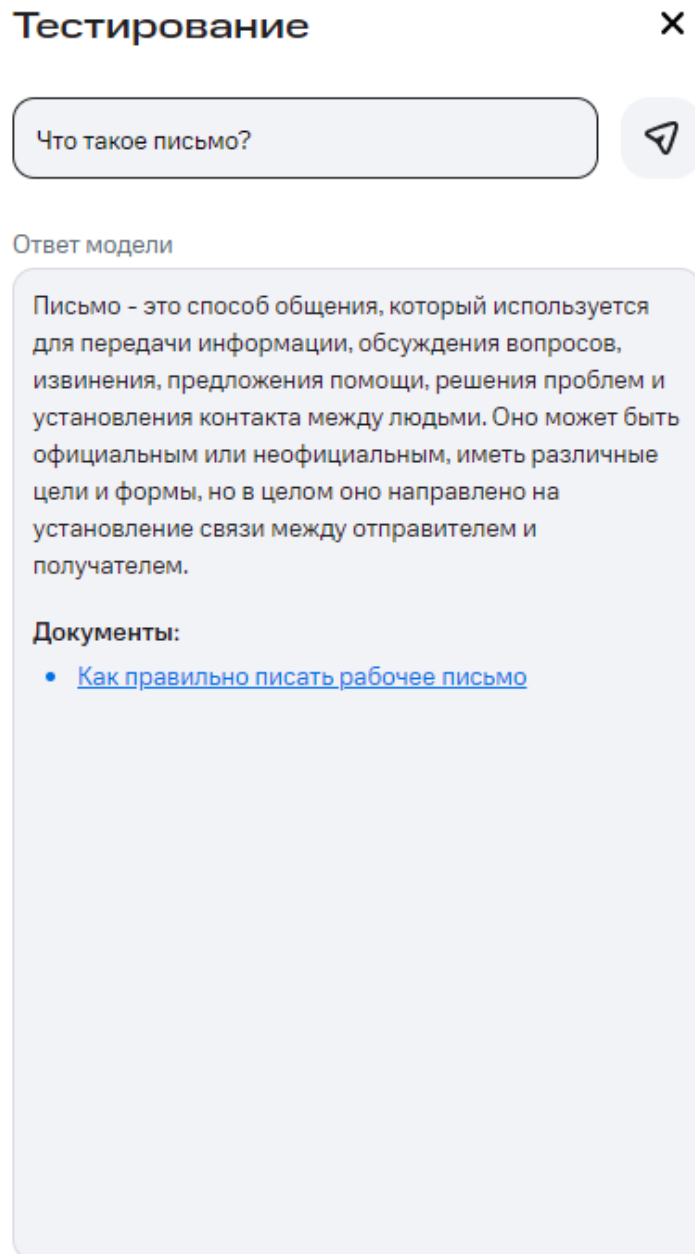 Тестирование
Что такое письмо?
Ответ модели
Письмо - это способ общения, который используется
для передачи информации, обсуждения вопросов,
извинения, предложения помощи, решения проблем и
установления контакта между людьми. Оно может быть
официальным или неофициальным, иметь различные
цели и формы, но в целом оно направлено на
установление связи между отправителем и
получателем.
Документы:
• Как правильно писать рабочее письмо